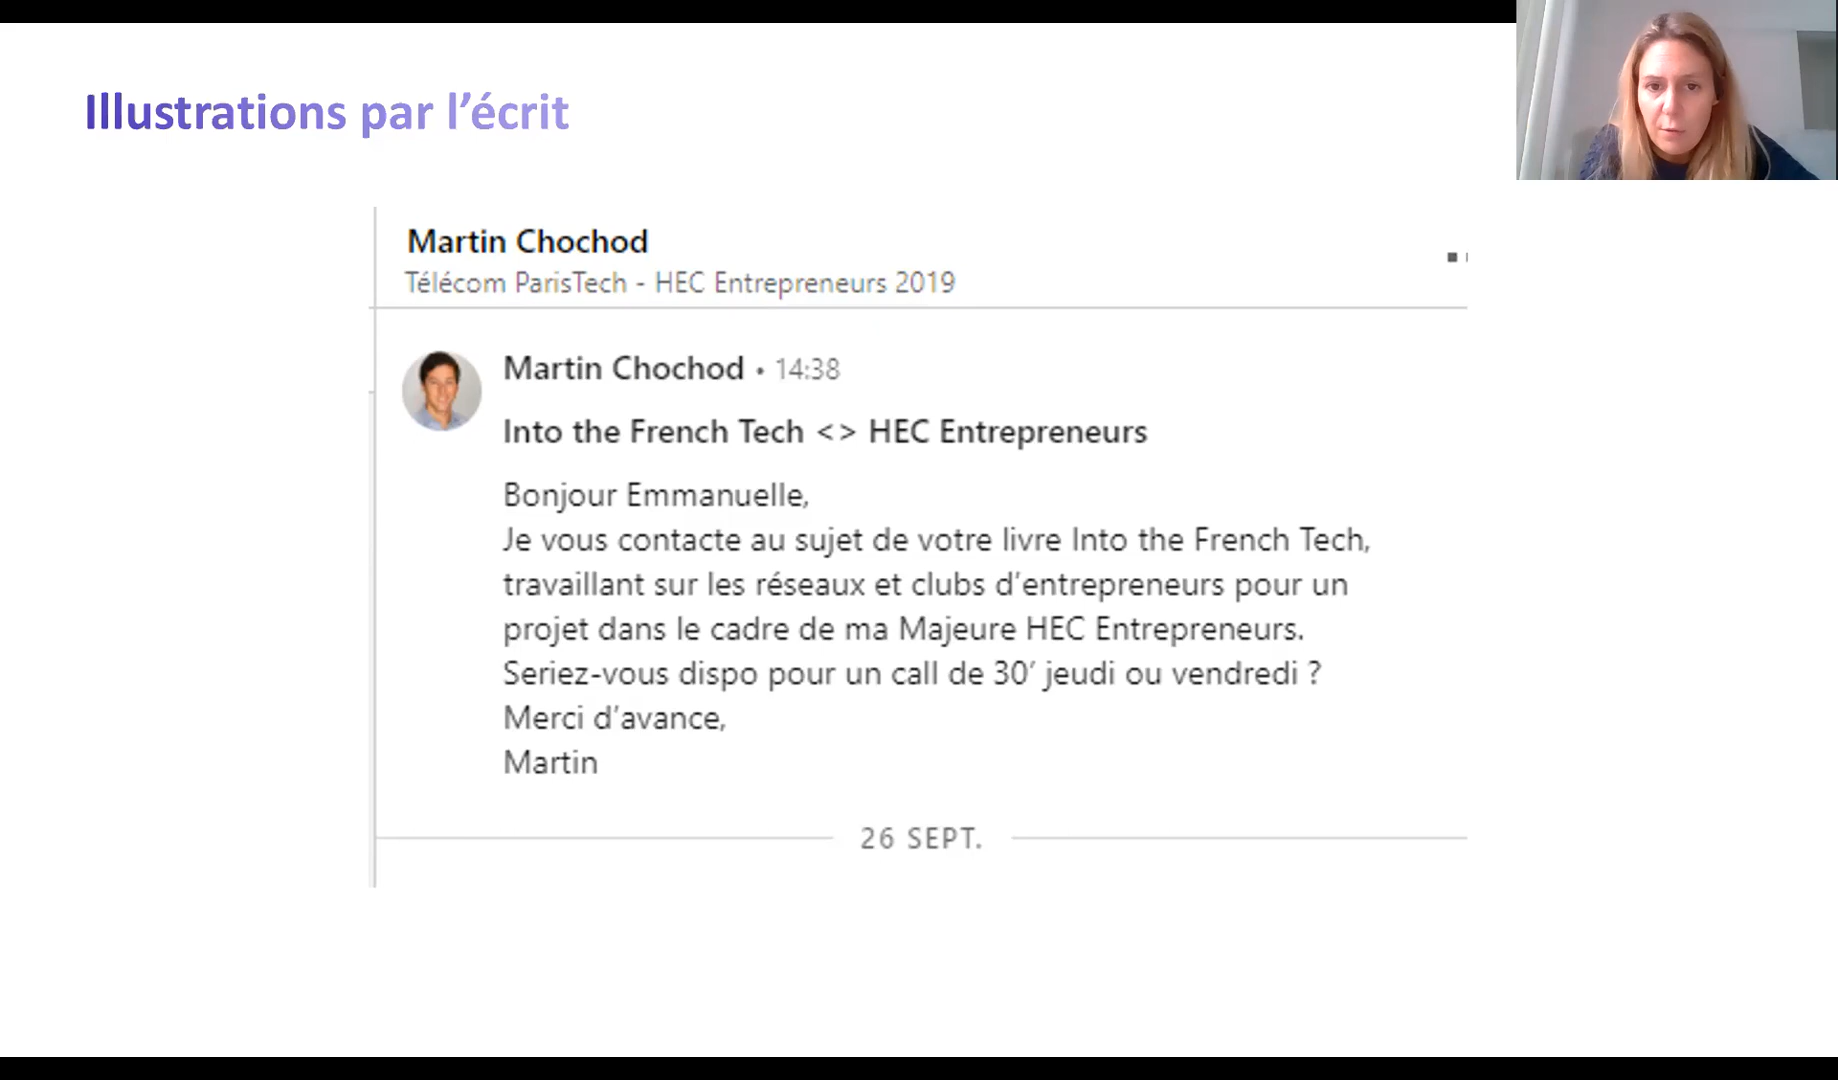 Illustrations par l’écrit
Martin Chochod
Télécom ParisTech - HEC Entrepreneurs 2019
Martin Chochod • 14:38
Into the French Tech <> HEC Entrepreneurs
Bonjour Emmanuelle,
Je vous contacte au sujet de votre livre Into the French Tech,
travaillant sur les réseaux et clubs d’entrepreneurs pour un
projet dans le cadre de ma Majeure HEC Entrepreneurs.
Seriez-vous dispo pour un call de 30’ jeudi ou vendredi ?
Merci d’avance,
Martin
26 SEPT.